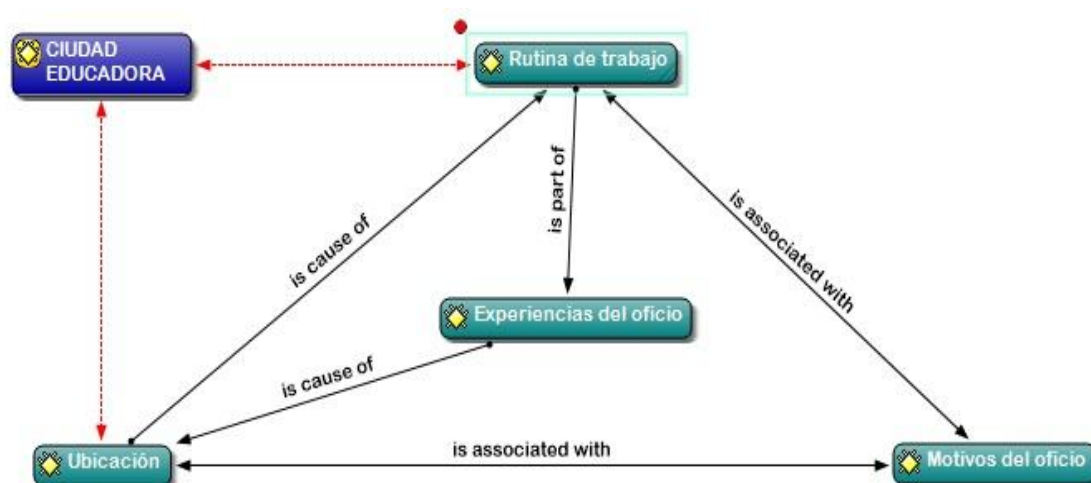 CIUDAD
EDUCADORA
Rutina de trabajo
is cause of
is part of
is associated with
Experiencias del oficio
is cause of
is associated with
Ubicación
Motivos del oficio